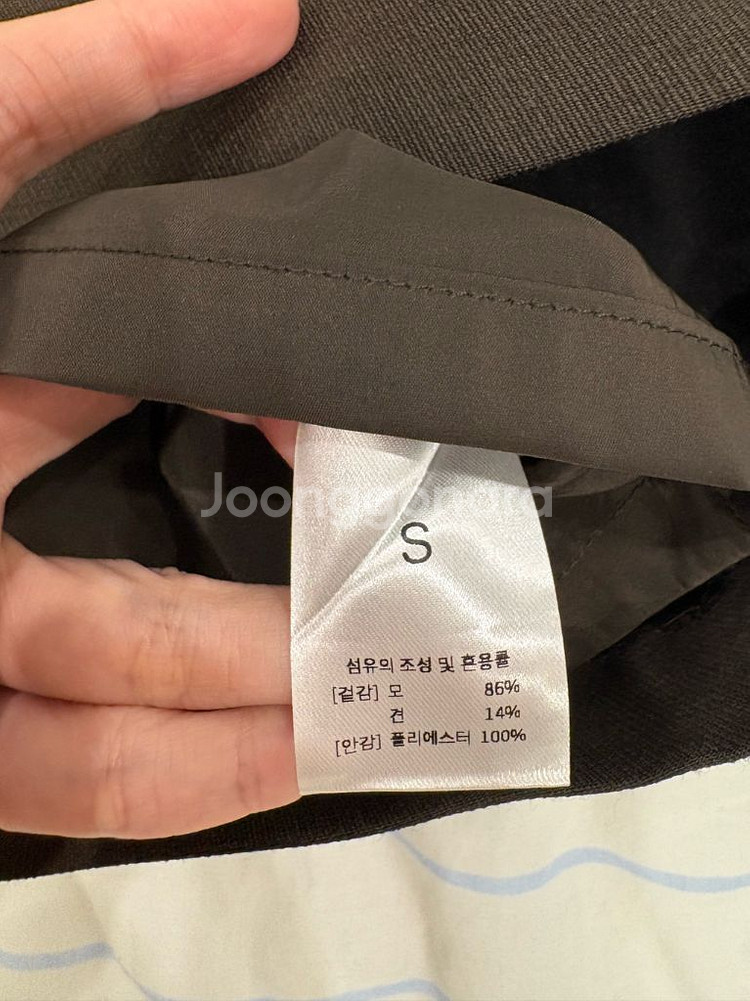 Joonggonara
S
섬유의 조성 및 혼용률
[겉감] 모 86%
견 14%
[안감] 폴리에스터 100%